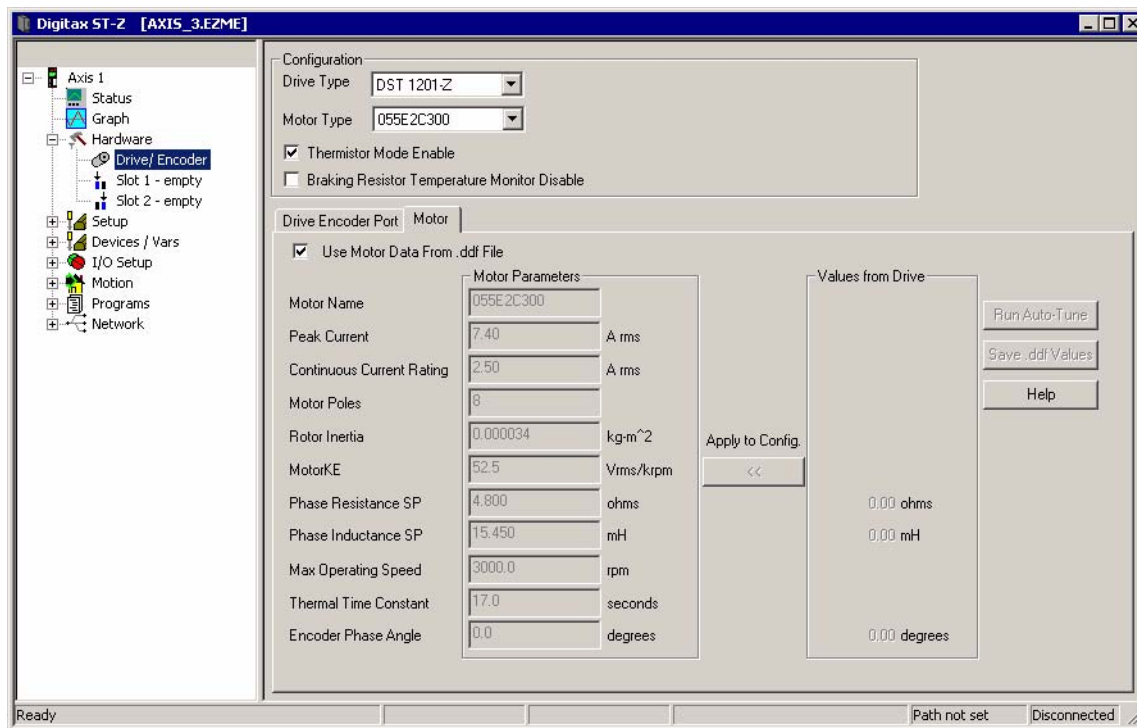 Digitax ST-Z   [AXIS_3.EZME]
Axis 1
Status
Graph
Hardware
Drive/ Encoder
Slot 1 - empty
Slot 2 - empty
Setup
Devices / Vars
I/O Setup
Motion
Programs
Network
Configuration
Drive Type DST 1201-Z
Motor Type 055E2C300
Thermistor Mode Enable
Braking Resistor Temperature Monitor Disable
Drive Encoder Port Motor
Use Motor Data From .ddf File
Motor Parameters Values from Drive
Motor Name 055E2C300
Run Auto-Tune
Peak Current 7.40 A rms
Save .ddf Values
Continuous Current Rating 2.50 A rms
Help
Motor Poles 8
Rotor Inertia 0.000034 kg-m^2 Apply to Config.
MotorKE 52.5 Vrms/krpm <<
Phase Resistance SP 4.800 ohms 0.00 ohms
Phase Inductance SP 15.450 mH 0.00 mH
Max Operating Speed 3000.0 rpm
Thermal Time Constant 17.0 seconds
Encoder Phase Angle 0.0 degrees 0.00 degrees
Ready Path not set Disconnected